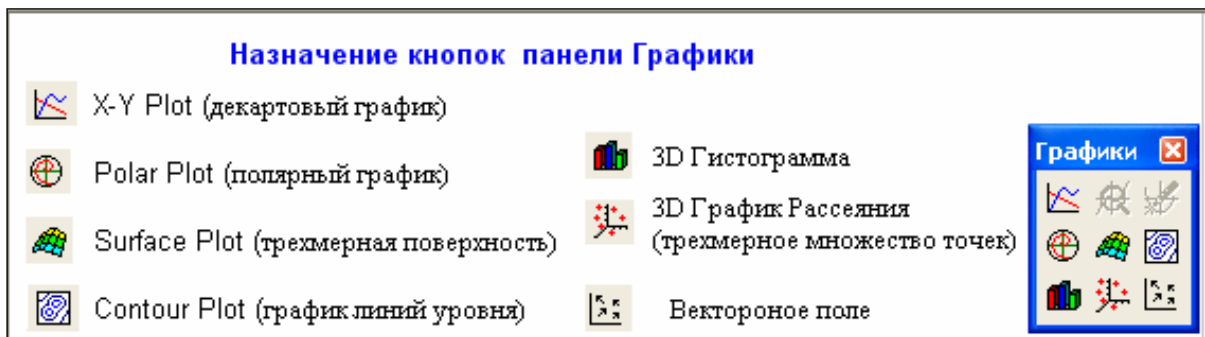 Назначение кнопок панели Графики
X-Y Plot (декартовый график)
Polar Plot (полярный график)
Surface Plot (трехмерная поверхность)
Contour Plot (график линий уровня)
3D Гистограмма
3D График Рассеяния
(трехмерное множество точек)
Вектороное поле
Графики